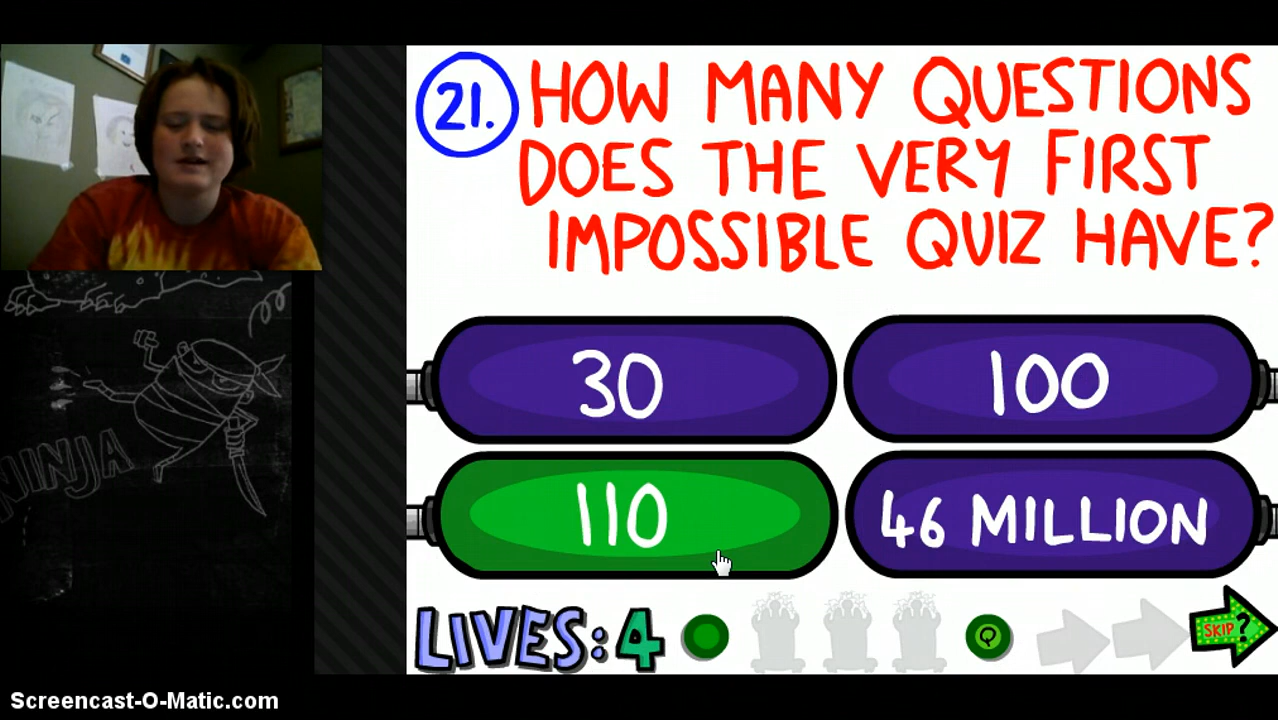 21. HOW MANY QUESTIONS
DOES THE VERY FIRST
IMPOSSIBLE QUIZ HAVE?
30
100
110
46 MILLION
NINJA
LIVES: 4
Q
SKIP?
Screencast-O-Matic.com